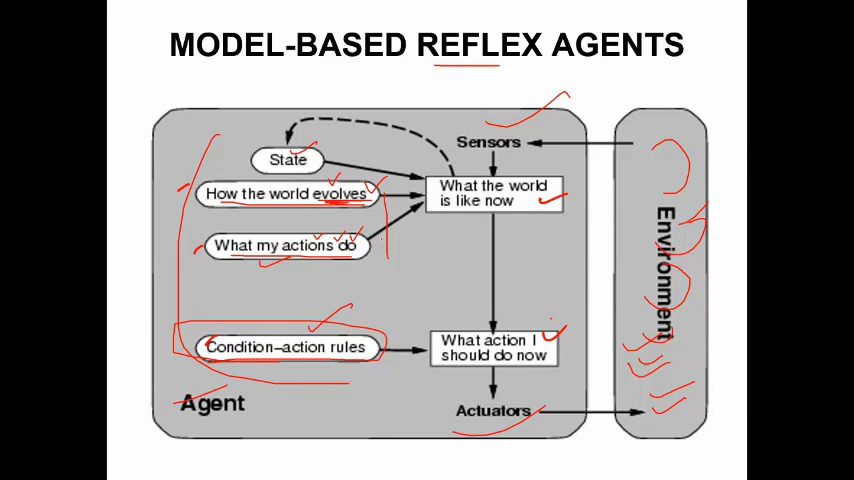 MODEL-BASED REFLEX AGENTS
Sensors
State
How the world evolves
What the world
is like now
What my actions do
Condition-action rules
What action I
should do now
Agent
Actuators
Environment